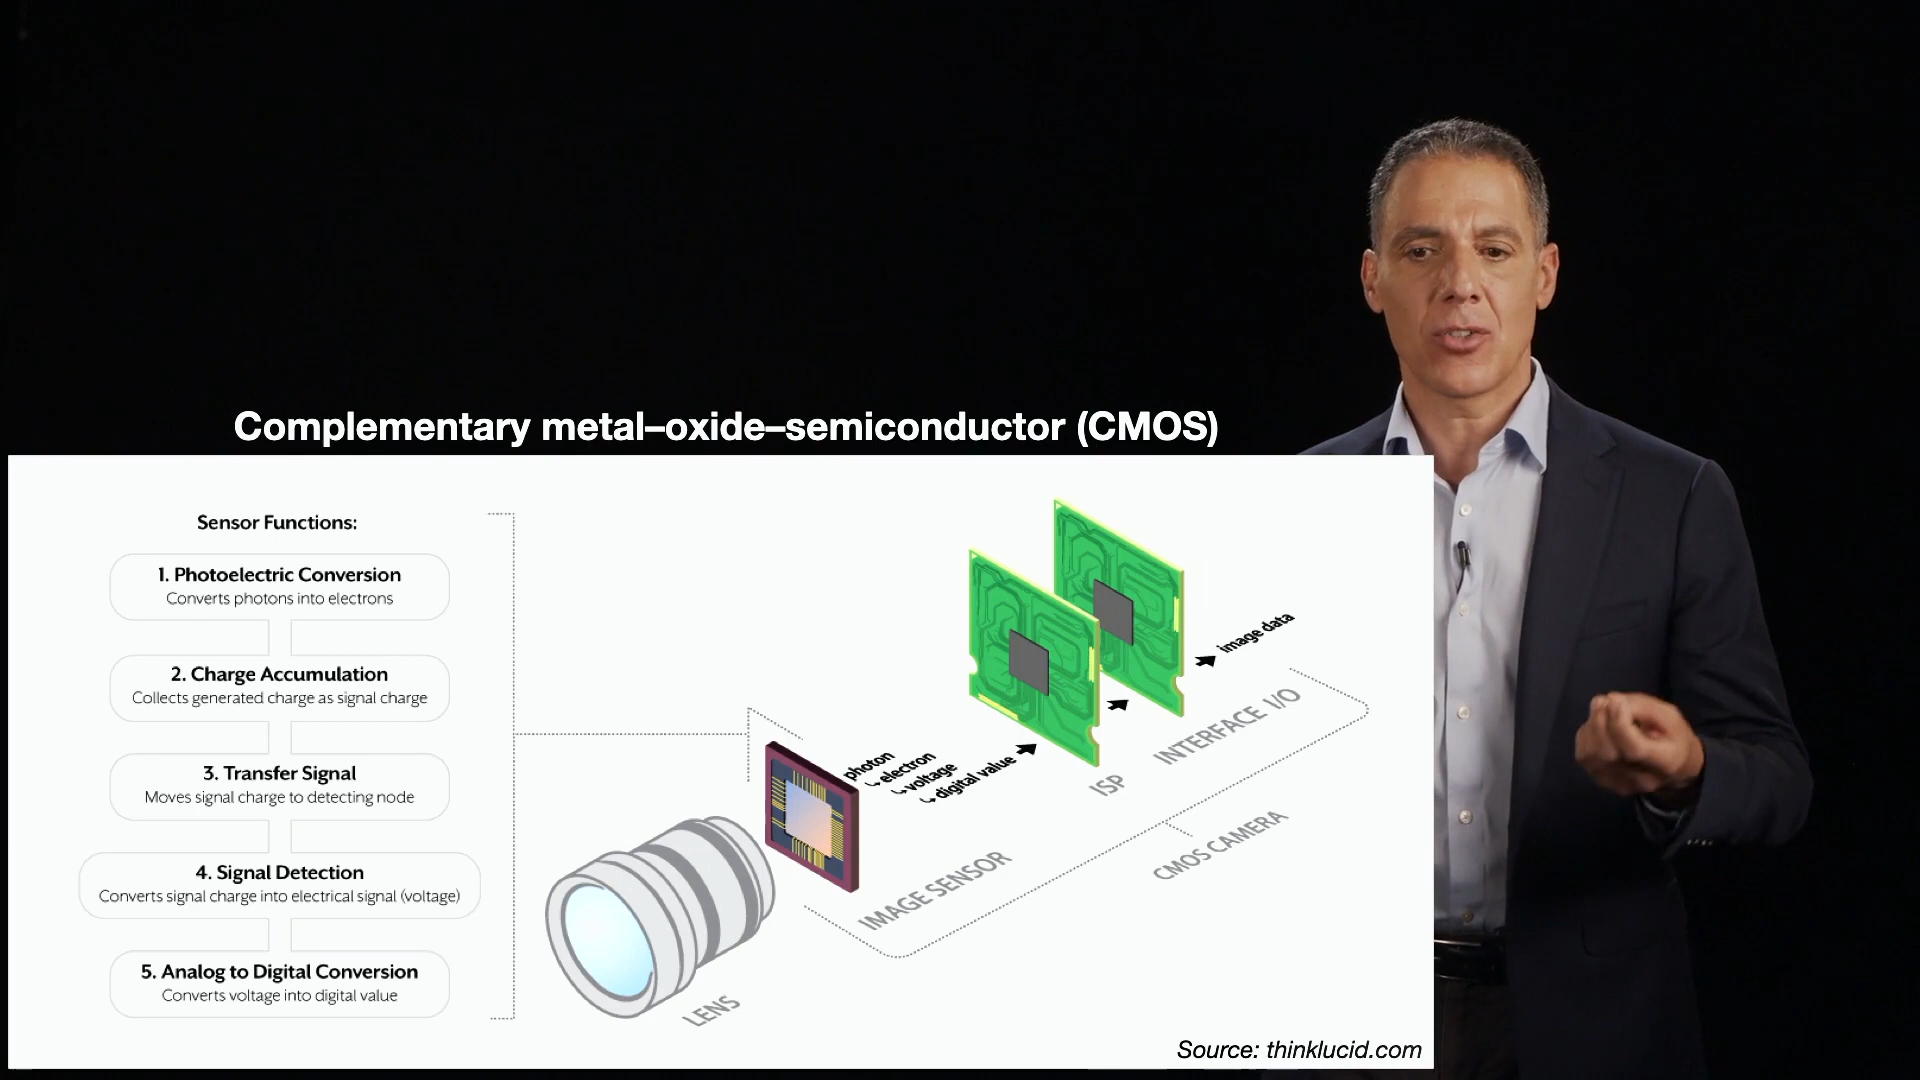 Complementary metal–oxide–semiconductor (CMOS)
Sensor Functions:
1. Photoelectric Conversion
Converts photons into electrons
2. Charge Accumulation
Collects generated charge as signal charge
3. Transfer Signal
Moves signal charge to detecting node
4. Signal Detection
Converts signal charge into electrical signal (voltage)
5. Analog to Digital Conversion
Converts voltage into digital value
photon
electron
voltage
digital value
image data
LENS
IMAGE SENSOR
ISP
INTERFACE I/O
CMOS CAMERA
Source: thinklucid.com